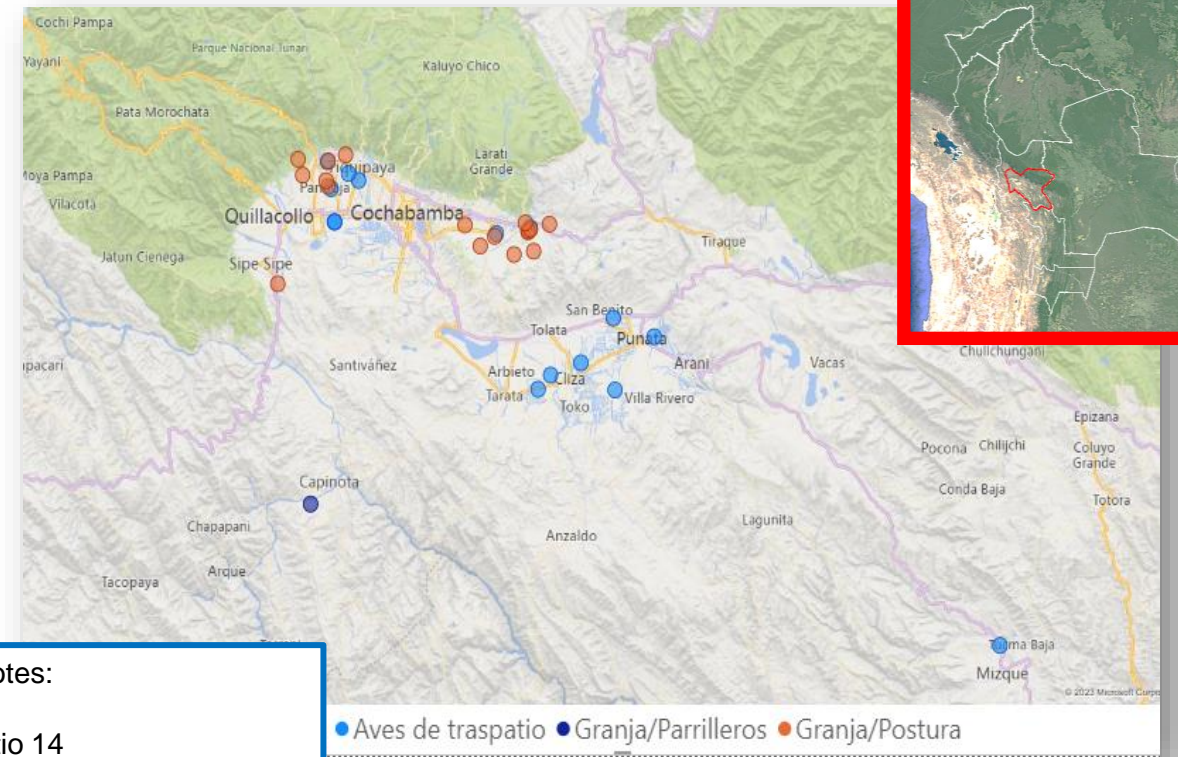 Cochi Pampa
Parque Nacional Tunari
Yayani
Kaluyo Chico
Pata Morochata
Larati
Grande
Moya Pampa
Vilacota
Quillacollo
Cochabamba
Jatun Cienega
Sipe Sipe
Tiraque
San Benito
Tolata
Punata
Santiváñez
Arbieto
Cliza
Arani
Vacas
Chullchungani
Tarata
Toko
Villa Rivero
Epizana
Pocona
Chilijchi
Coluyo
Grande
Capinota
Conda Baja
Totora
Chapapani
Lagunita
Anzaldo
Arque
Tacopaya
Mizque
© 2023 Microsoft Corpo
otes:
io 14
Aves de traspatio
Granja/Parrilleros
Granja/Postura